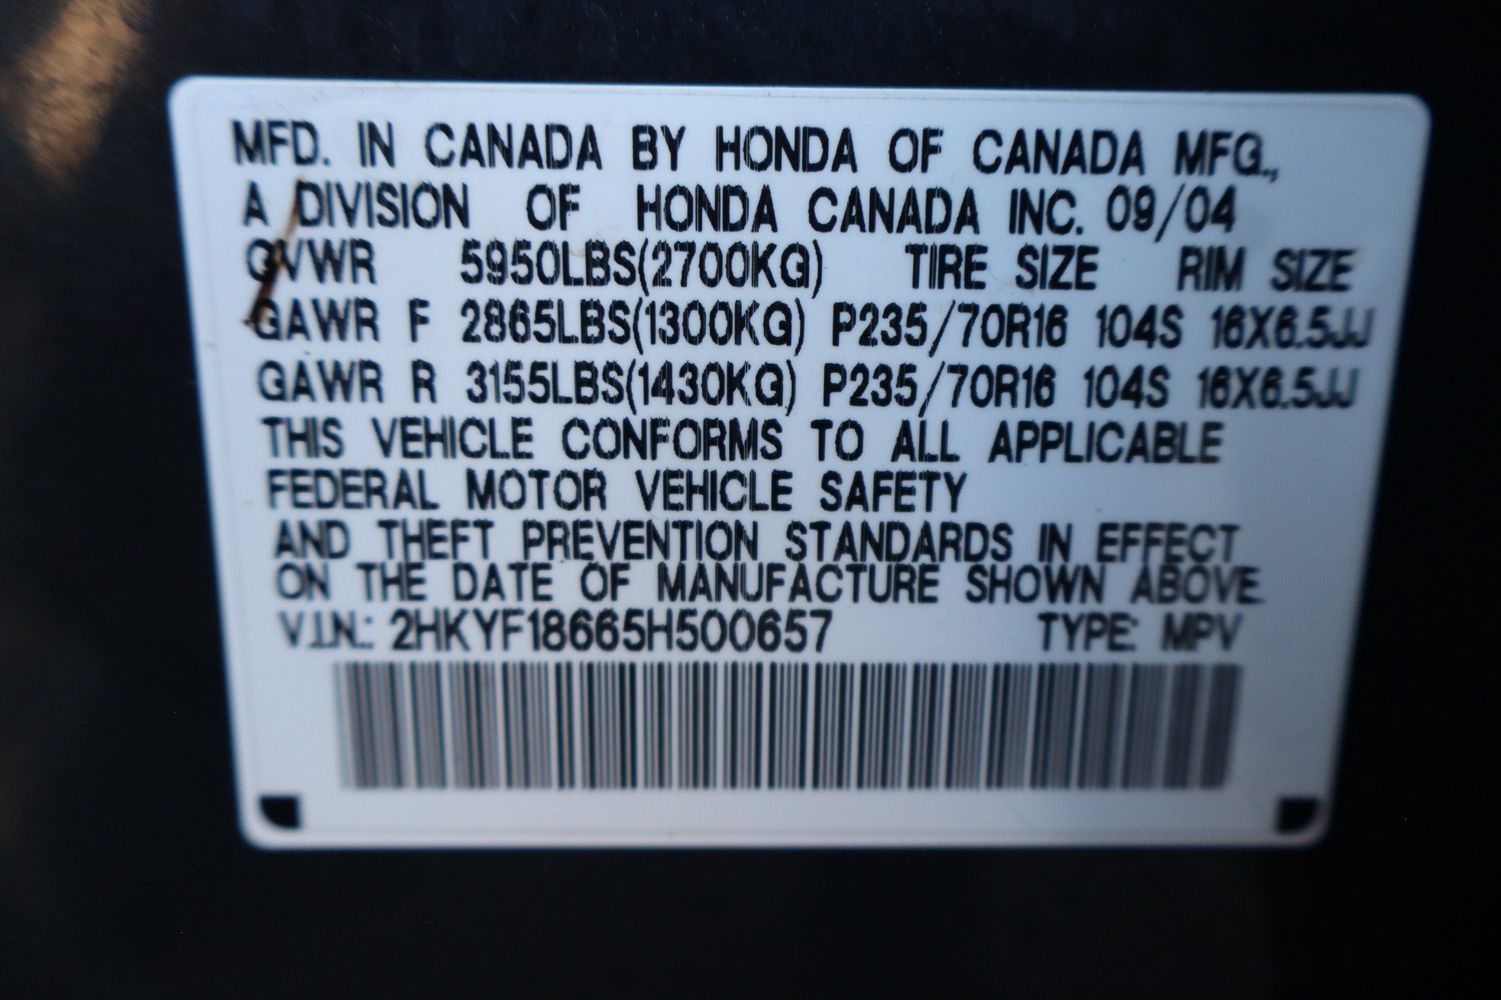 MFD. IN CANADA BY HONDA OF CANADA MFG.,
A DIVISION OF HONDA CANADA INC. 09/04
GVWR 5950LBS(2700KG) TIRE SIZE RIM SIZE
GAWR F 2865LBS(1300KG) P235/70R16 104S 16X6.5JJ
GAWR R 3155LBS(1430KG) P235/70R16 104S 16X6.5JJ
THIS VEHICLE CONFORMS TO ALL APPLICABLE
FEDERAL MOTOR VEHICLE SAFETY
AND THEFT PREVENTION STANDARDS IN EFFECT
ON THE DATE OF MANUFACTURE SHOWN ABOVE.
V.I.N.: 2HKYF18665H500657 TYPE: MPV